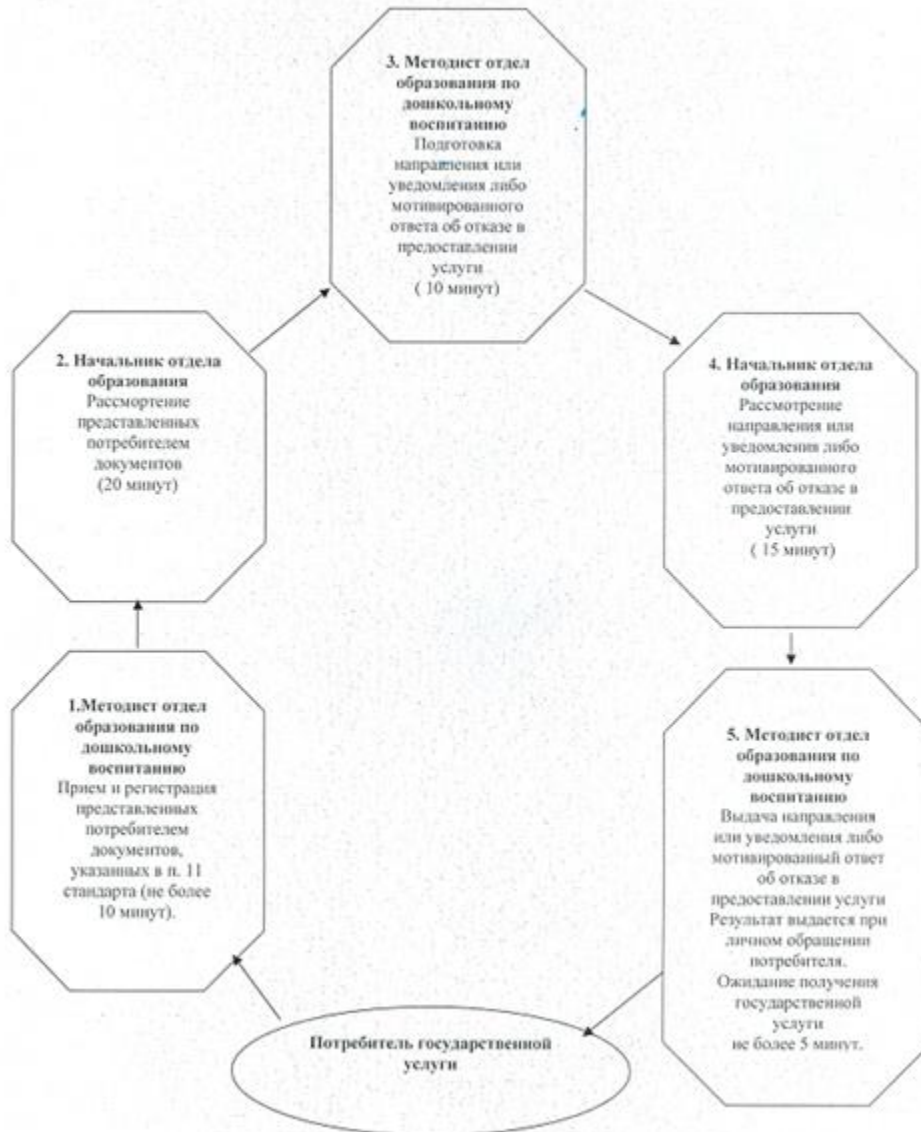 3. Методист отдел
образования по
дошкольному
воспитанию
Подготовка
направления или
уведомления либо
мотивированного
ответа об отказе в
предоставлении
услуги
( 10 минут)
2. Начальник отдела
образования
Рассмортение
представленных
потребителем
документов
(20 минут)
4. Начальник отдела
образования
Рассмотрение
направления или
уведомления либо
мотивированного
ответа об отказе в
предоставлении
услуги
( 15 минут)
1.Методист отдел
образования по
дошкольному
воспитанию
Прием и регистрация
представленных
потребителем
документов,
указанных в п. 11
стандарта (не более
10 минут).
5. Методист отдел
образования по
дошкольному
воспитанию
Выдача направления
или уведомления либо
мотивированный ответ
об отказе в
предоставлении услуги
Результат выдается при
личном обращении
потребителя.
Ожидание получения
государственной
услуги
не более 5 минут.
Потребитель государственной
услуги